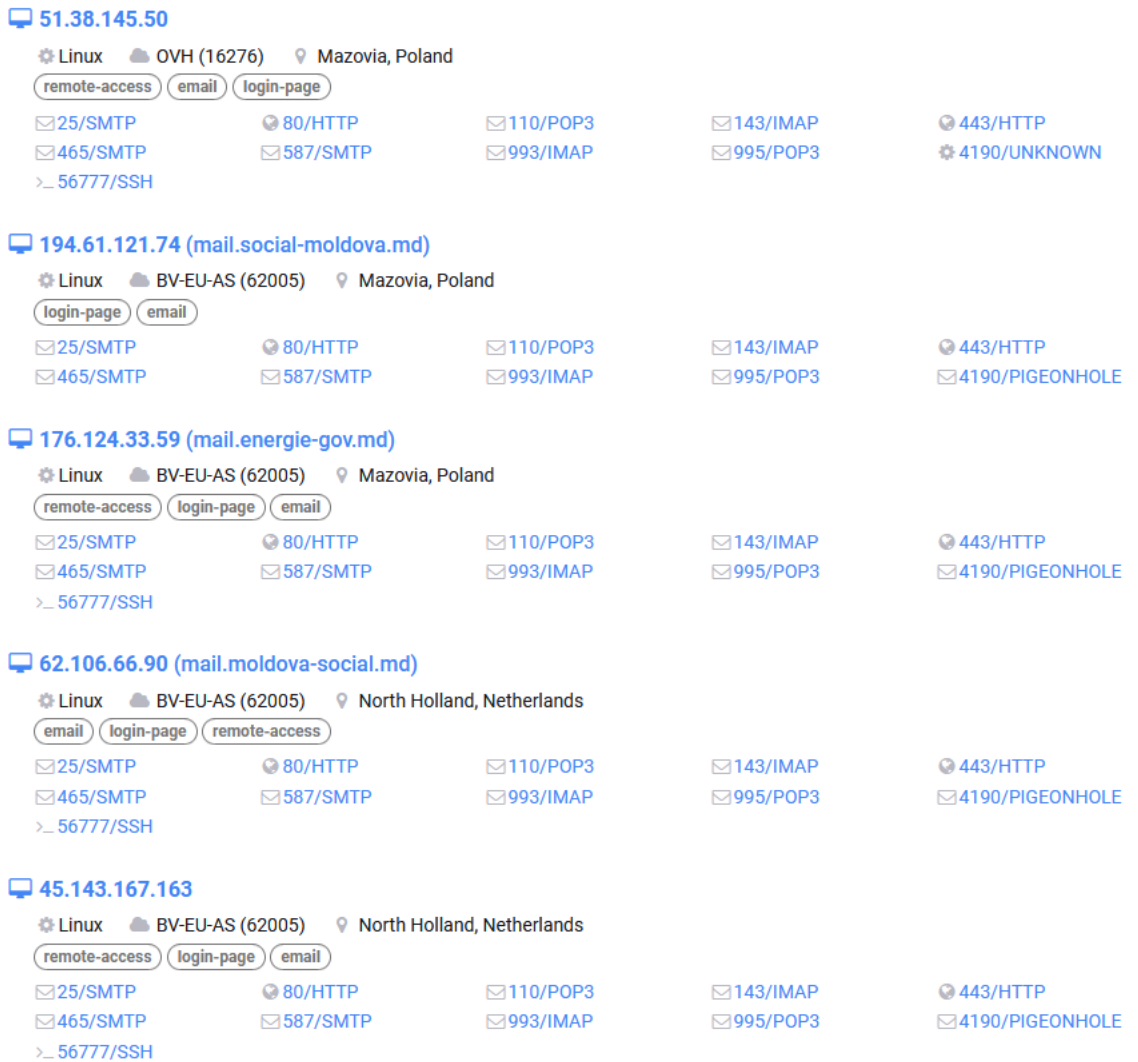 51.38.145.50
Linux OVH (16276) Mazovia, Poland
remote-access email login-page
25/SMTP 80/HTTP 110/POP3 143/IMAP 443/HTTP
465/SMTP 587/SMTP 993/IMAP 995/POP3 4190/UNKNOWN
>_ 56777/SSH
194.61.121.74 (mail.social-moldova.md)
Linux BV-EU-AS (62005) Mazovia, Poland
login-page email
25/SMTP 80/HTTP 110/POP3 143/IMAP 443/HTTP
465/SMTP 587/SMTP 993/IMAP 995/POP3 4190/PIGEONHOLE
176.124.33.59 (mail.energie-gov.md)
Linux BV-EU-AS (62005) Mazovia, Poland
remote-access login-page email
25/SMTP 80/HTTP 110/POP3 143/IMAP 443/HTTP
465/SMTP 587/SMTP 993/IMAP 995/POP3 4190/PIGEONHOLE
>_ 56777/SSH
62.106.66.90 (mail.moldova-social.md)
Linux BV-EU-AS (62005) North Holland, Netherlands
email login-page remote-access
25/SMTP 80/HTTP 110/POP3 143/IMAP 443/HTTP
465/SMTP 587/SMTP 993/IMAP 995/POP3 4190/PIGEONHOLE
>_ 56777/SSH
45.143.167.163
Linux BV-EU-AS (62005) North Holland, Netherlands
remote-access login-page email
25/SMTP 80/HTTP 110/POP3 143/IMAP 443/HTTP
465/SMTP 587/SMTP 993/IMAP 995/POP3 4190/PIGEONHOLE
>_ 56777/SSH